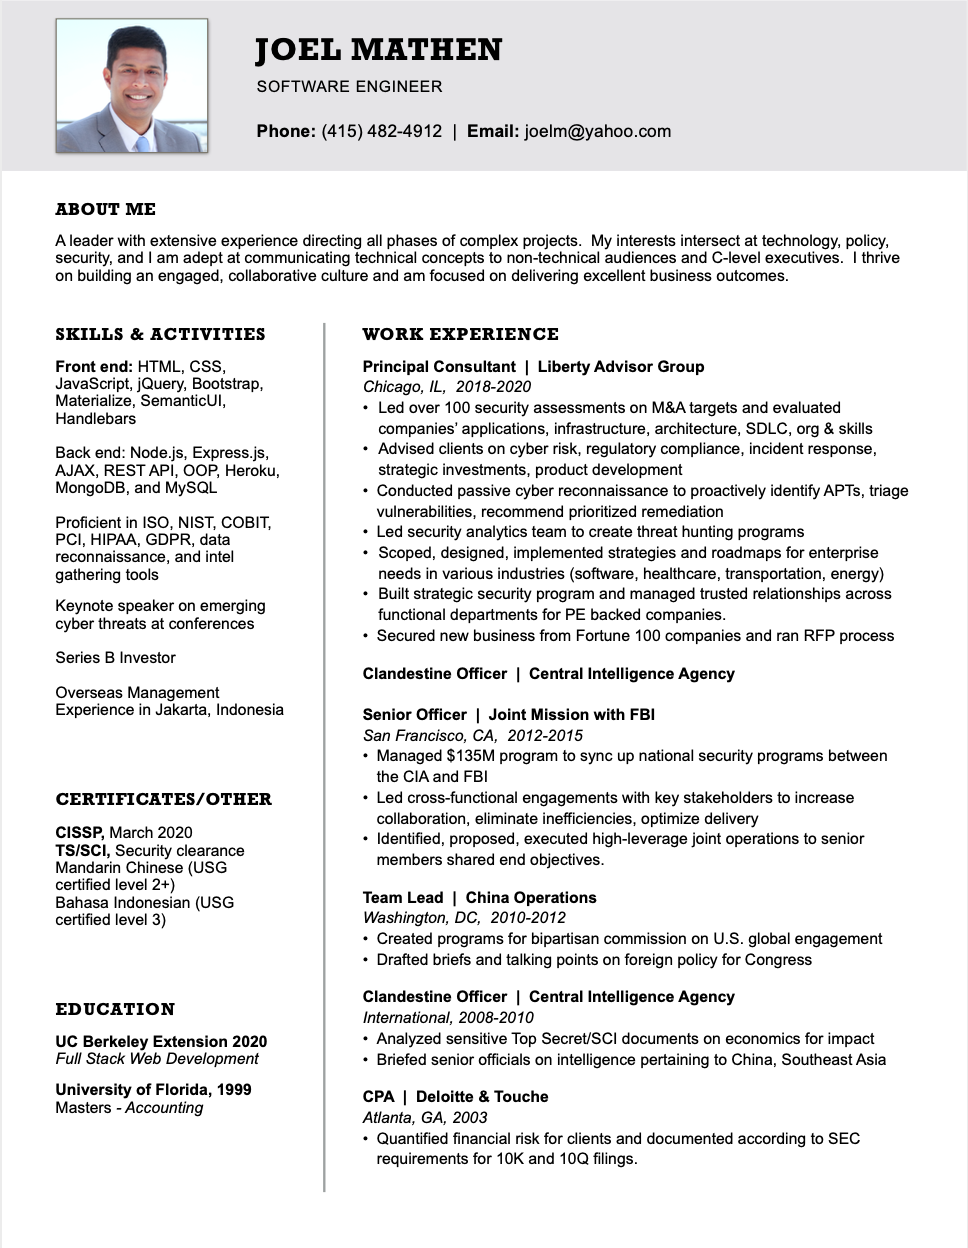 JOEL MATHEN
SOFTWARE ENGINEER
Phone: (415) 482-4912 | Email: joelm@yahoo.com
ABOUT ME
A leader with extensive experience directing all phases of complex projects. My interests intersect at technology, policy,
security, and I am adept at communicating technical concepts to non-technical audiences and C-level executives. I thrive
on building an engaged, collaborative culture and am focused on delivering excellent business outcomes.
SKILLS & ACTIVITIES
Front end: HTML, CSS,
JavaScript, jQuery, Bootstrap,
Materialize, SemanticUI,
Handlebars
Back end: Node.js, Express.js,
AJAX, REST API, OOP, Heroku,
MongoDB, and MySQL
Proficient in ISO, NIST, COBIT,
PCI, HIPAA, GDPR, data
reconnaissance, and intel
gathering tools
Keynote speaker on emerging
cyber threats at conferences
Series B Investor
Overseas Management
Experience in Jakarta, Indonesia
CERTIFICATES/OTHER
CISSP, March 2020
TS/SCI, Security clearance
Mandarin Chinese (USG
certified level 2+)
Bahasa Indonesian (USG
certified level 3)
EDUCATION
UC Berkeley Extension 2020
Full Stack Web Development
University of Florida, 1999
Masters - Accounting
WORK EXPERIENCE
Principal Consultant | Liberty Advisor Group
Chicago, IL, 2018-2020
• Led over 100 security assessments on M&A targets and evaluated
companies’ applications, infrastructure, architecture, SDLC, org & skills
• Advised clients on cyber risk, regulatory compliance, incident response,
strategic investments, product development
• Conducted passive cyber reconnaissance to proactively identify APTs, triage
vulnerabilities, recommend prioritized remediation
• Led security analytics team to create threat hunting programs
• Scoped, designed, implemented strategies and roadmaps for enterprise
needs in various industries (software, healthcare, transportation, energy)
• Built strategic security program and managed trusted relationships across
functional departments for PE backed companies.
• Secured new business from Fortune 100 companies and ran RFP process
Clandestine Officer | Central Intelligence Agency
Senior Officer | Joint Mission with FBI
San Francisco, CA, 2012-2015
• Managed $135M program to sync up national security programs between
the CIA and FBI
• Led cross-functional engagements with key stakeholders to increase
collaboration, eliminate inefficiencies, optimize delivery
• Identified, proposed, executed high-leverage joint operations to senior
members shared end objectives.
Team Lead | China Operations
Washington, DC, 2010-2012
• Created programs for bipartisan commission on U.S. global engagement
• Drafted briefs and talking points on foreign policy for Congress
Clandestine Officer | Central Intelligence Agency
International, 2008-2010
• Analyzed sensitive Top Secret/SCI documents on economics for impact
• Briefed senior officials on intelligence pertaining to China, Southeast Asia
CPA | Deloitte & Touche
Atlanta, GA, 2003
• Quantified financial risk for clients and documented according to SEC
requirements for 10K and 10Q filings.